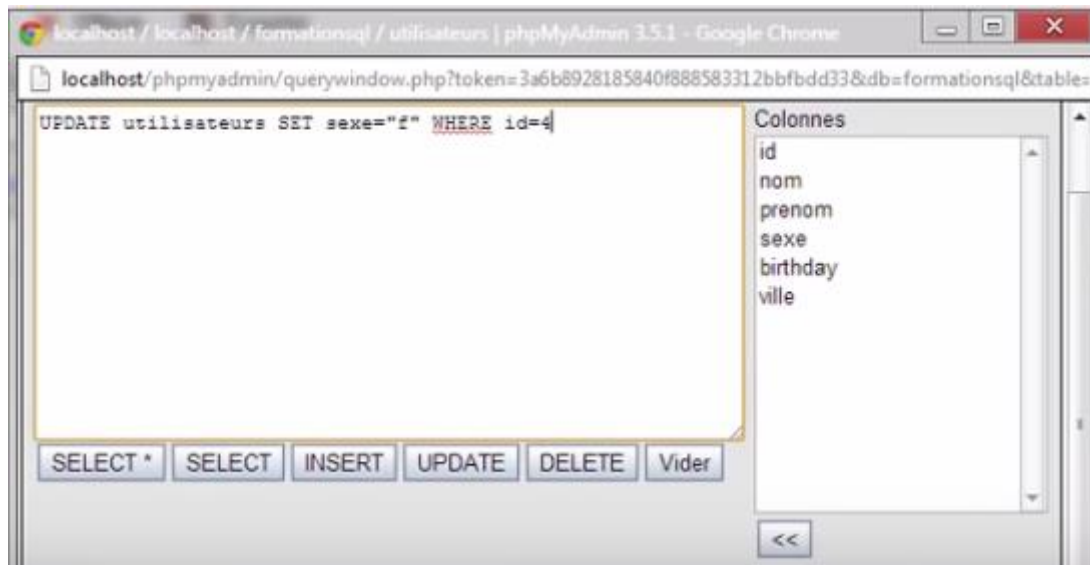 localhost / localhost / formationsql / utilisateurs | phpMyAdmin 3.5.1 - Google Chrome
localhost/phpmyadmin/querywindow.php?token=3a6b8928185840f888583312bbfbdd33&db=formationsql&table=
UPDATE utilisateurs SET sexe="f" WHERE id=4
Colonnes
id
nom
prenom
sexe
birthday
ville
SELECT * SELECT INSERT UPDATE DELETE Vider
<<